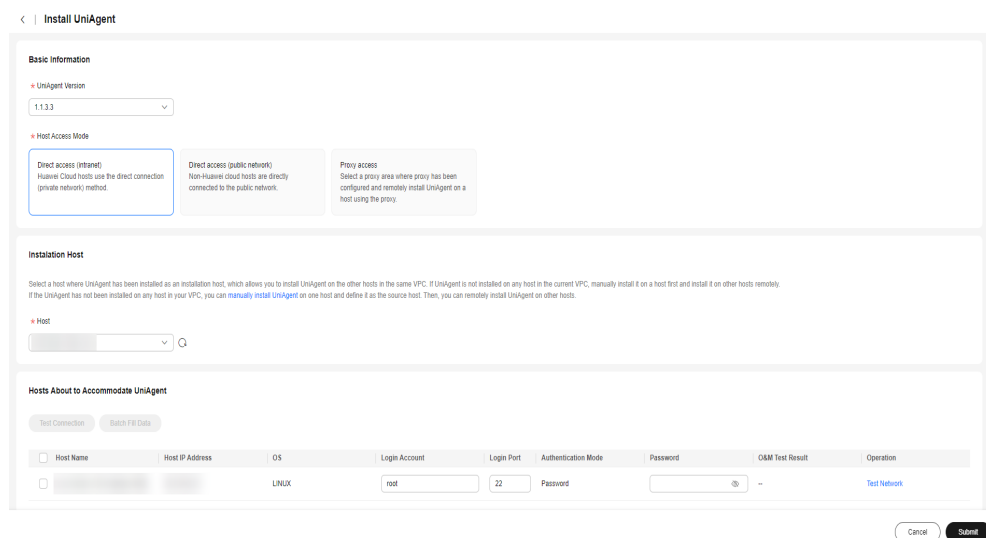 Install UniAgent
Basic Information
* UniAgent Version
1.1.3.3
* Host Access Mode
Direct access (intranet)
Huawei Cloud hosts use the direct connection
(private network) method.
Direct access (public network)
Non-Huawei cloud hosts are directly
connected to the public network.
Proxy access
Select a proxy area where proxy has been
configured and remotely install UniAgent on a
host using the proxy.
Instalation Host
Select a host where UniAgent has been installed as an installation host, which allows you to install UniAgent on the other hosts in the same VPC. If UniAgent is not installed on any host in the current VPC, manually install it on a host first and install it on other hosts remotely.
If the UniAgent has not been installed on any host in your VPC, you can manually install UniAgent on one host and define it as the source host. Then, you can remotely install UniAgent on other hosts.
* Host
Hosts About to Accommodate UniAgent
Test Connection Batch Fill Data
Host Name Host IP Address OS Login Account Login Port Authentication Mode Password O&M Test Result Operation
LINUX root 22 Password -- Test Network
Cancel Submit